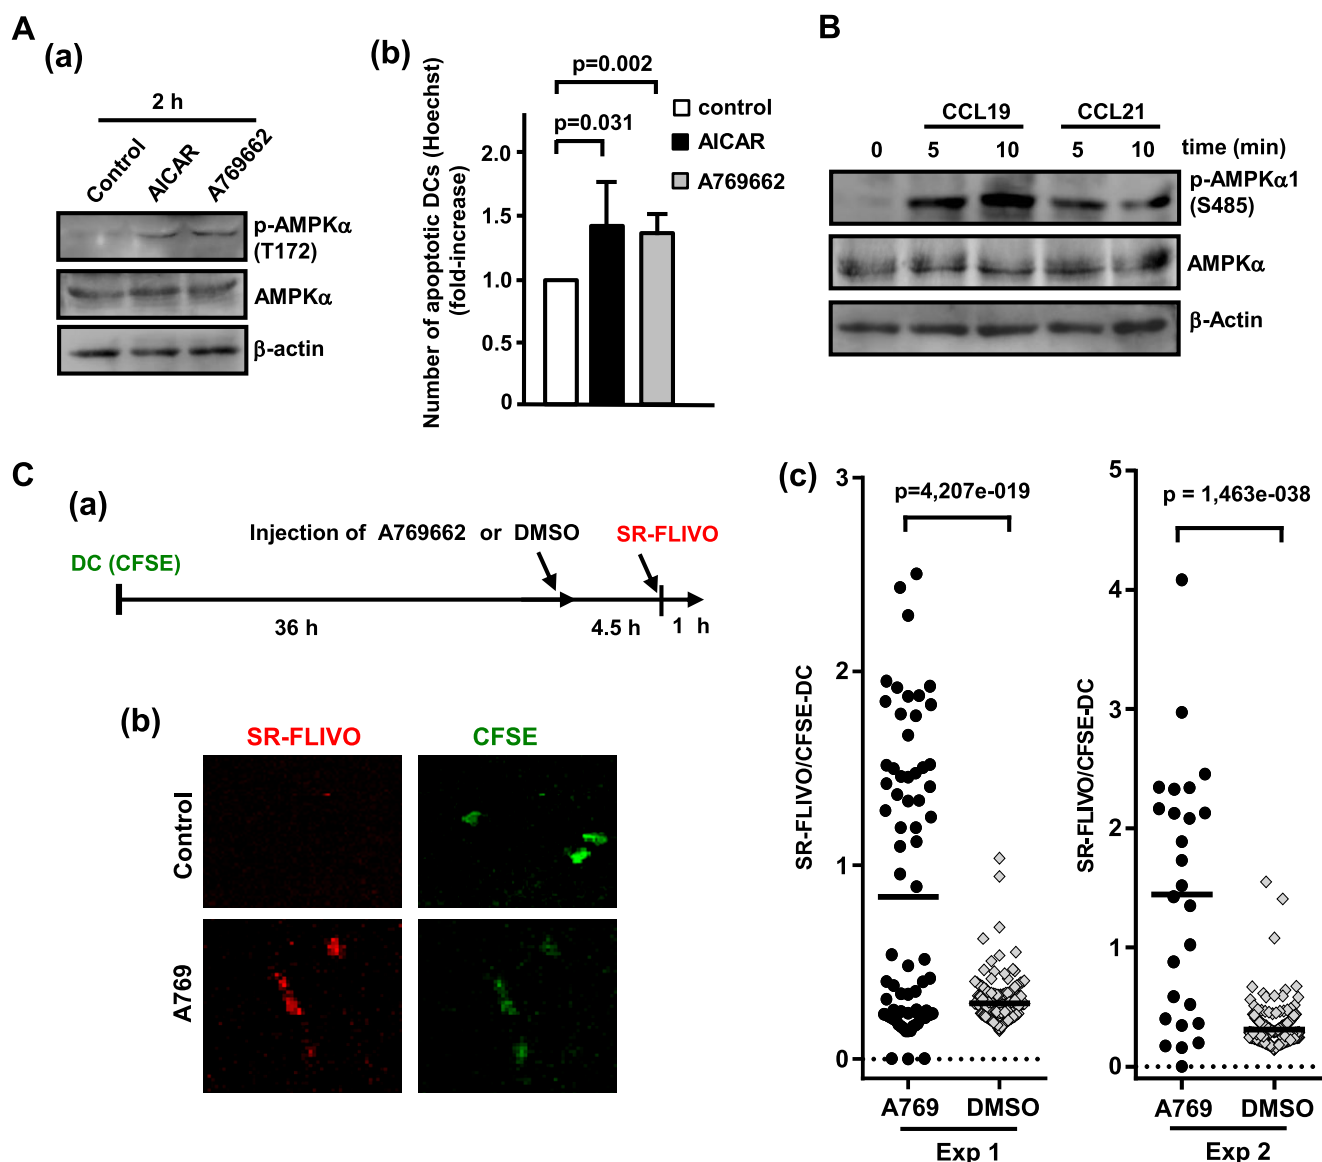 A
(a)
2 h
Control
AICAR
A769662
p-AMPKα
(T172)
AMPKα
β-actin
(b)
p=0.002
p=0.031
control
AICAR
A769662
Number of apoptotic DCs (Hoechst)
(fold-increase)
2.0
1.5
1.0
0.5
0
B
CCL19 CCL21
0 5 10 5 10 time (min)
p-AMPKα1
(S485)
AMPKα
β-Actin
C
(a)
Injection of A769662 or DMSO
SR-FLIVO
DC (CFSE)
36 h 4.5 h 1 h
(b)
SR-FLIVO CFSE
Control
A769
(c)
SR-FLIVO/CFSE-DC
3
2
1
0
p=4,207e-019
A769 DMSO
Exp 1
SR-FLIVO/CFSE-DC
5
4
3
2
1
0
p = 1,463e-038
A769 DMSO
Exp 2